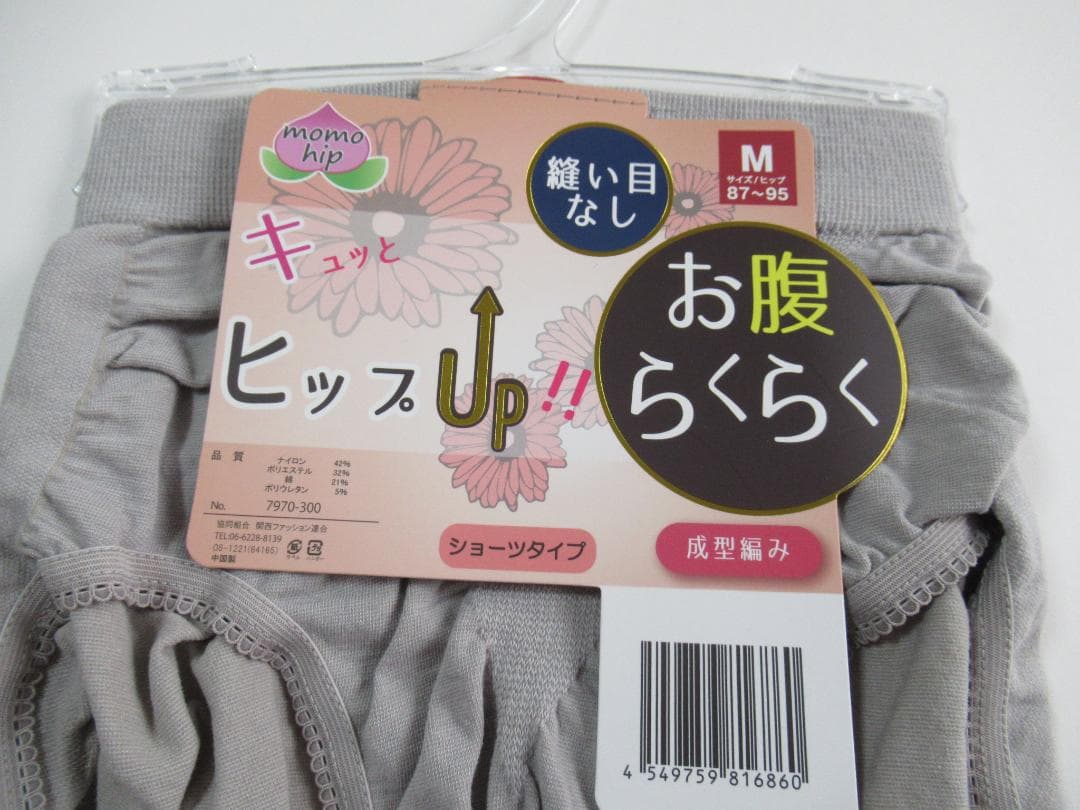 momo
hip
縫い目
なし
M
サイズ/ヒップ
87～95
キュッと
ヒップUp!!
お腹
らくらく
品質
ナイロン 42%
ポリエステル 32%
綿 21%
ポリウレタン 5%
No. 7970-300
協同組合 関西ファッション連合
TEL:06-6228-8139
08-1221(64165)
中国製
ショーツタイプ
成型編み
4 549759 816860